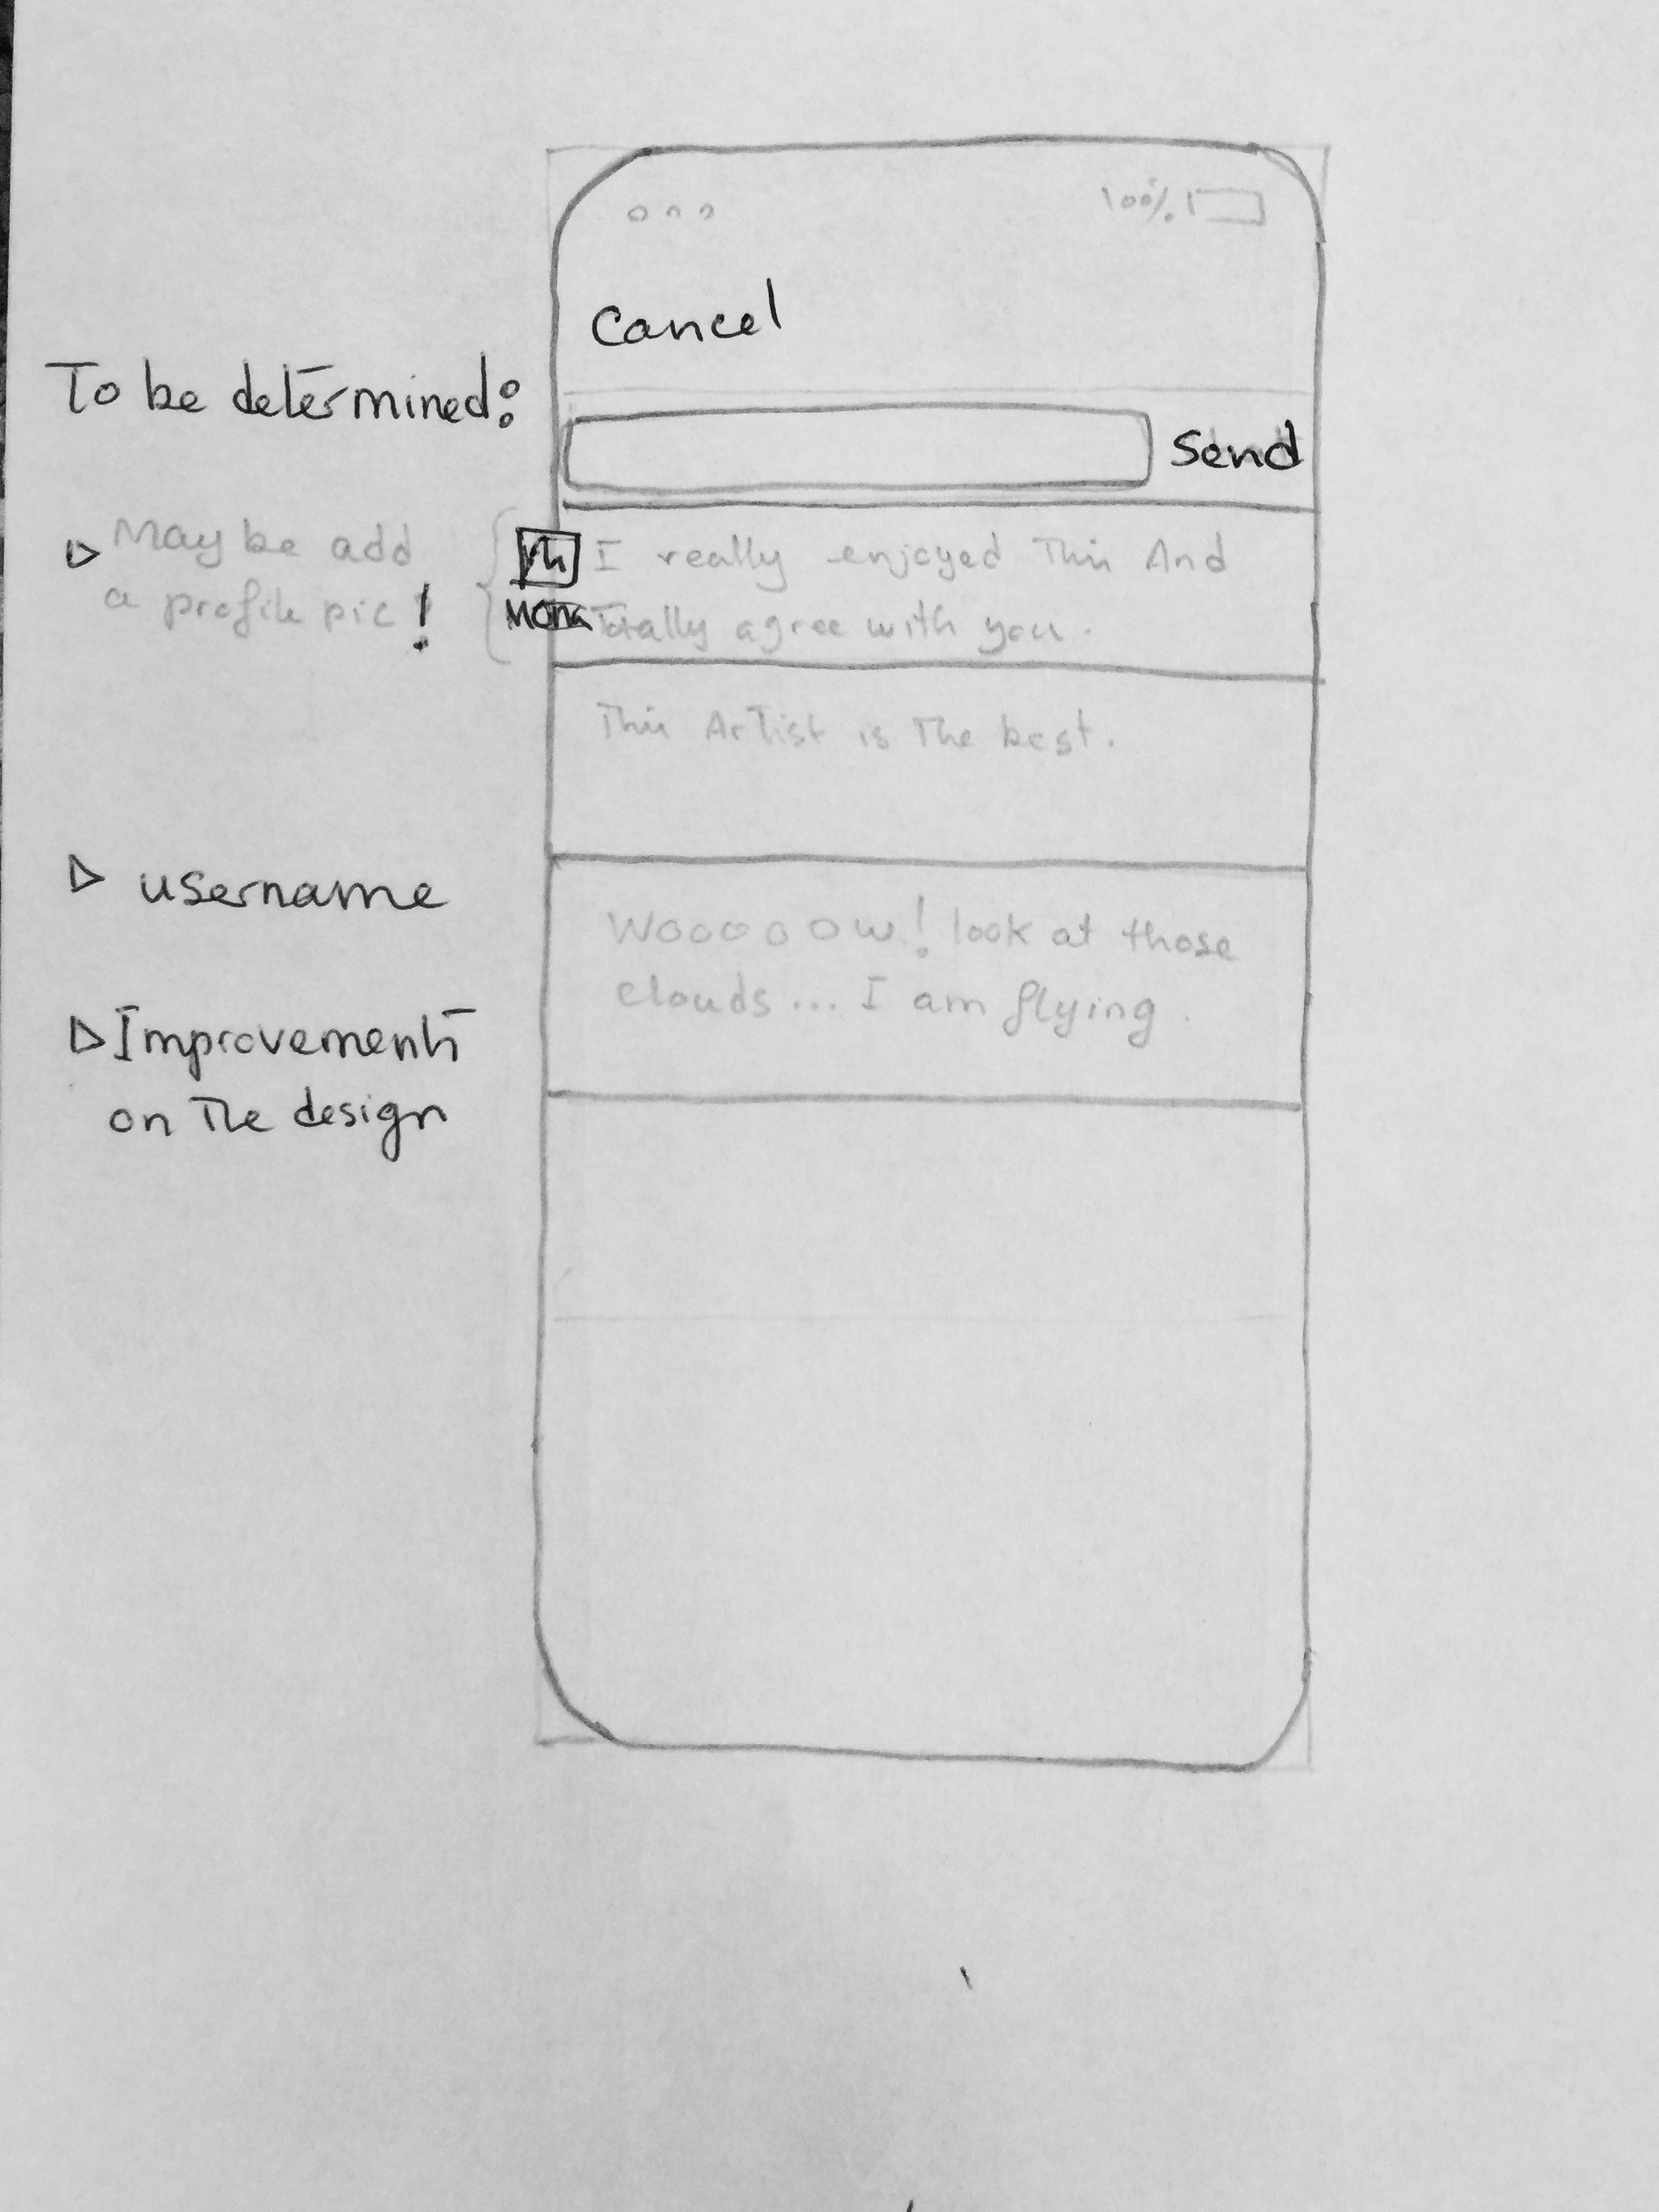 100%
Cancel
To be determined:
Send
May be add
a profile pic!
M
Mona
I really enjoyed This And
Totally agree with you.
This Artist is The best.
username
Wooooow! look at those
clouds... I am flying.
Improvements
on The design